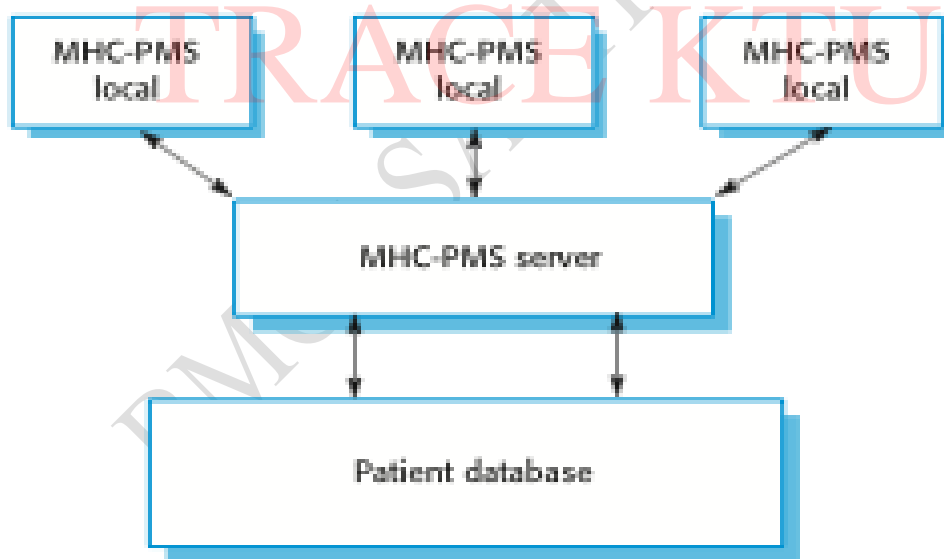 TRACE KTU
MHC-PMS
local
MHC-PMS
local
MHC-PMS
local
MHC-PMS server
Patient database